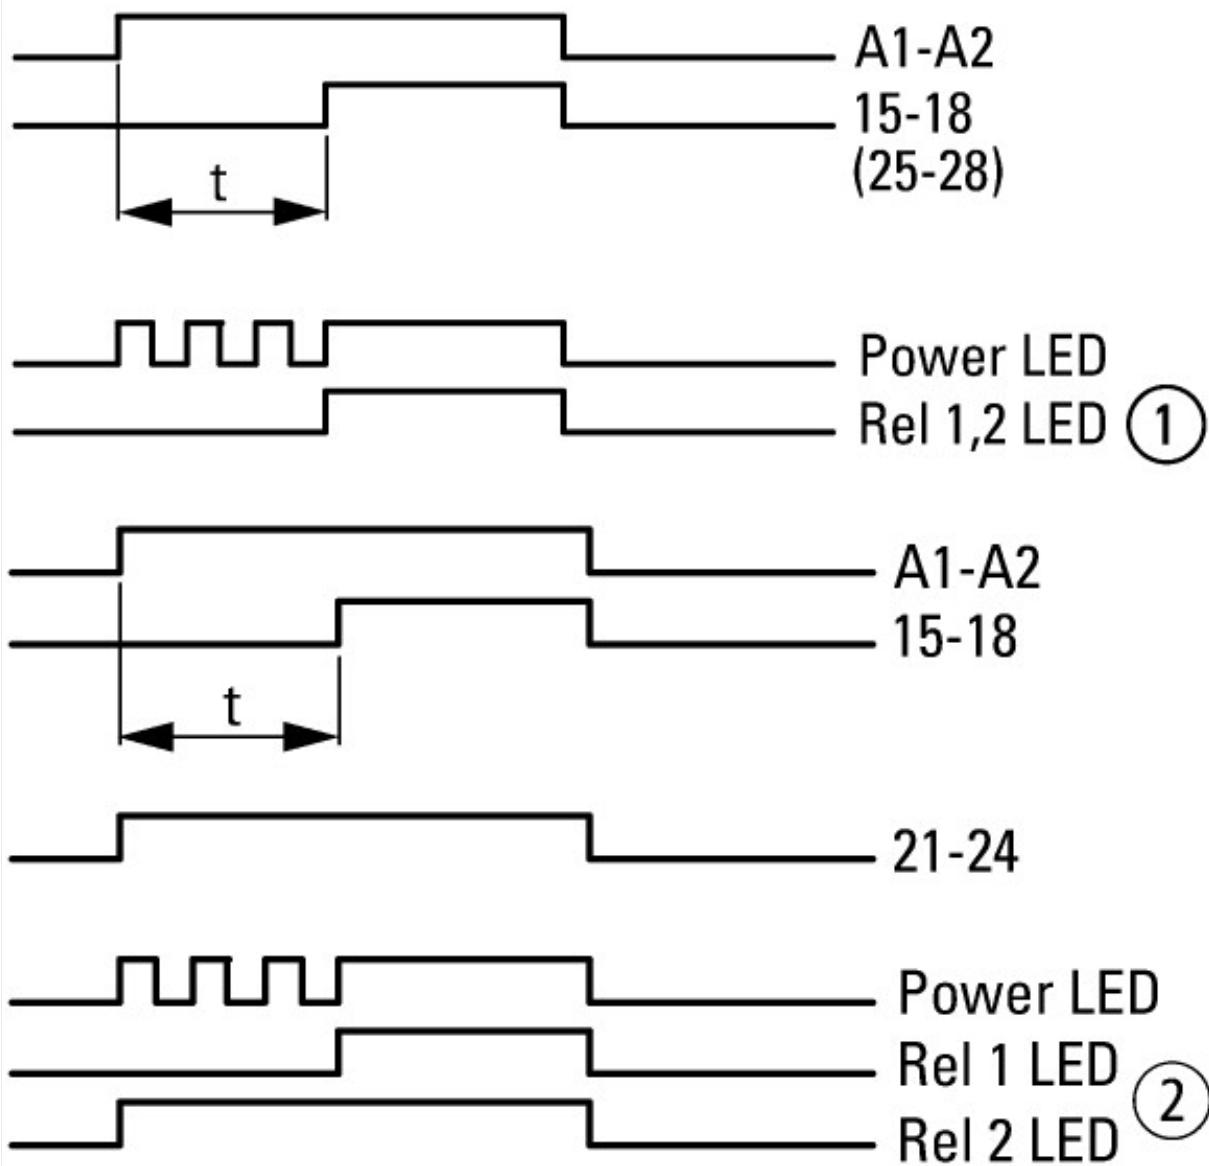 A1-A2
15-18
(25-28)
t
Power LED
Rel 1,2 LED 1
A1-A2
15-18
t
21-24
Power LED
Rel 1 LED
2
Rel 2 LED